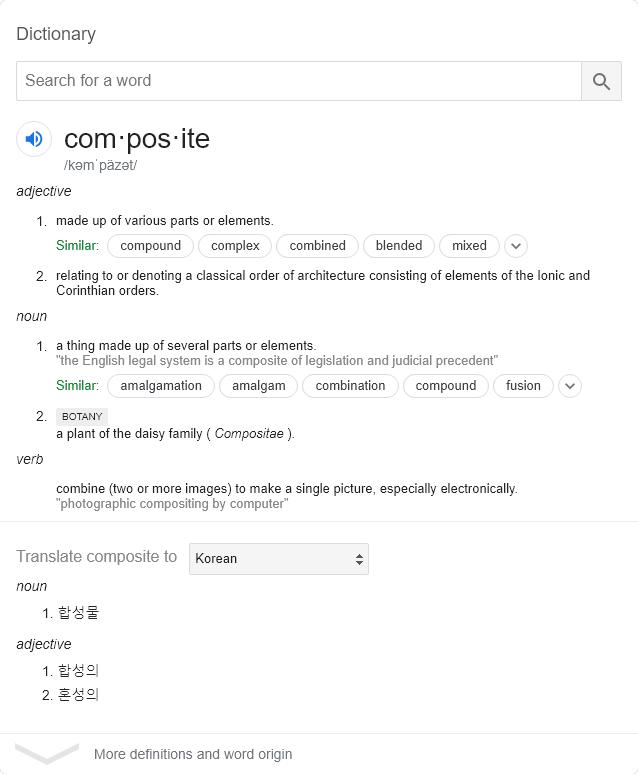 Dictionary
Search for a word
com·pos·ite
/kəmˈpäzət/
adjective
1. made up of various parts or elements.
Similar: compound complex combined blended mixed
2. relating to or denoting a classical order of architecture consisting of elements of the Ionic and
Corinthian orders.
noun
1. a thing made up of several parts or elements.
"the English legal system is a composite of legislation and judicial precedent"
Similar: amalgamation amalgam combination compound fusion
2. BOTANY
a plant of the daisy family ( Compositae ).
verb
combine (two or more images) to make a single picture, especially electronically.
"photographic compositing by computer"
Translate composite to Korean
noun
1. 합성물
adjective
1. 합성의
2. 혼성의
More definitions and word origin